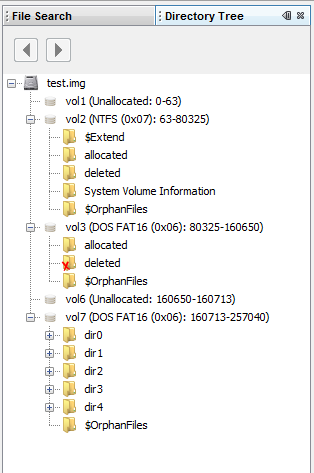 File Search
Directory Tree
test.img
vol1 (Unallocated: 0-63)
vol2 (NTFS (0x07): 63-80325)
$Extend
allocated
deleted
System Volume Information
$OrphanFiles
vol3 (DOS FAT16 (0x06): 80325-160650)
allocated
deleted
$OrphanFiles
vol6 (Unallocated: 160650-160713)
vol7 (DOS FAT16 (0x06): 160713-257040)
dir0
dir1
dir2
dir3
dir4
$OrphanFiles